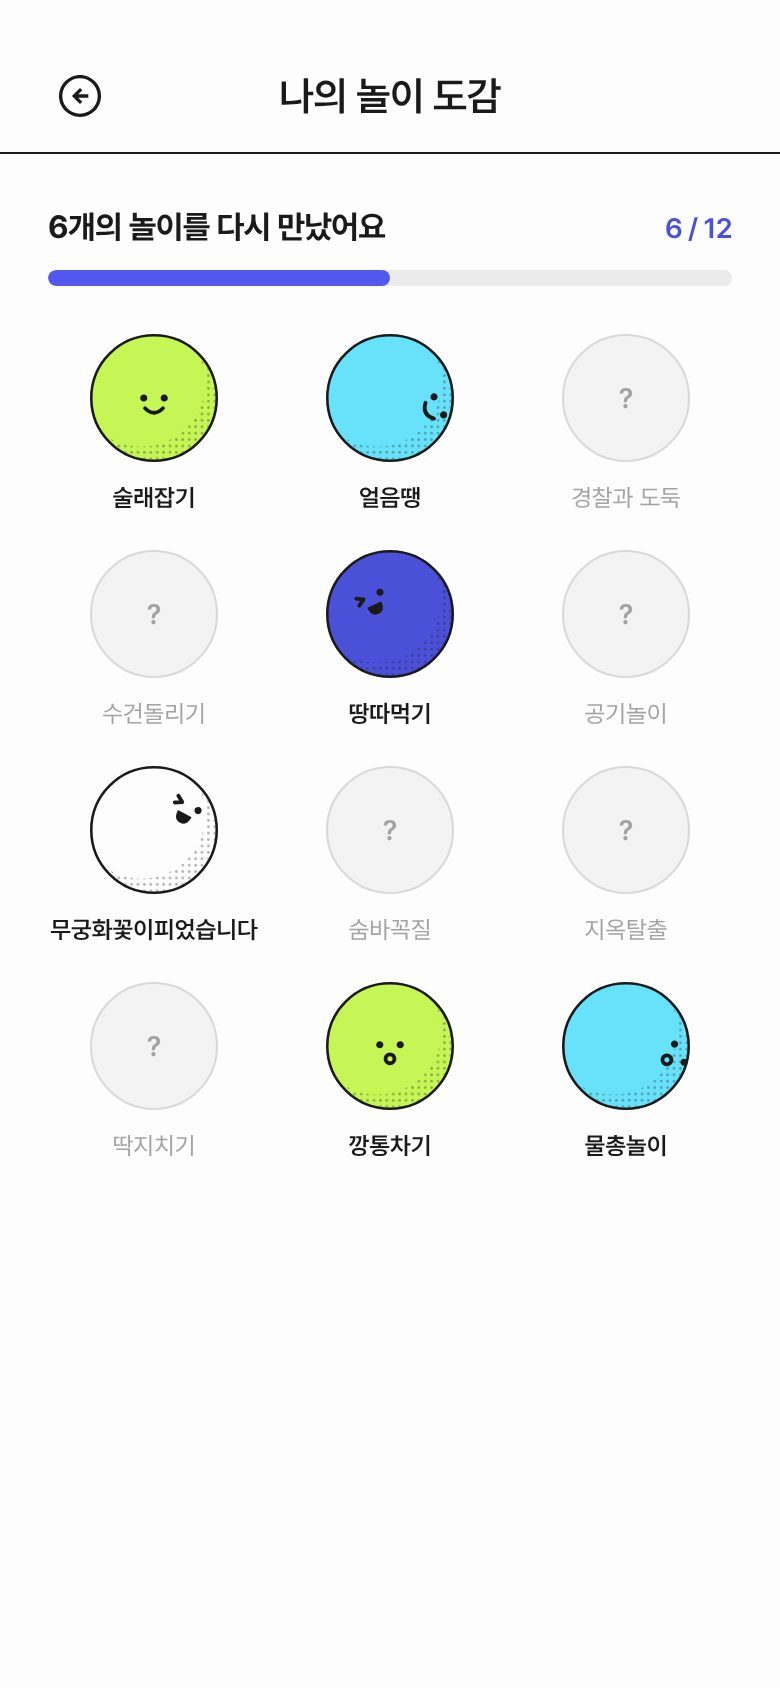 나의 놀이 도감
6개의 놀이를 다시 만났어요 6 / 12
?
술래잡기 얼음땡 경찰과 도둑
? ?
수건돌리기 땅따먹기 공기놀이
? ?
무궁화꽃이피었습니다 숨바꼭질 지옥탈출
?
딱지치기 깡통차기 물총놀이